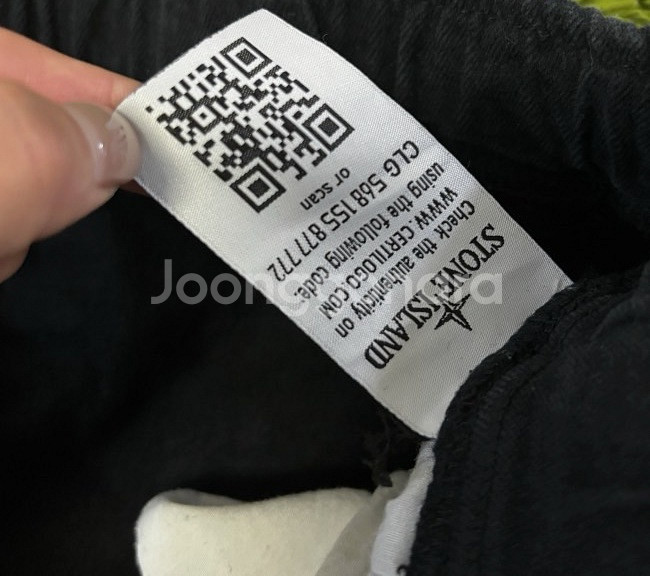 STONE ISLAND
Check the authenticity on
WWW.CERTILOGO.COM
using the following code:
CLG 568 155 877 772
or scan
Joongonara